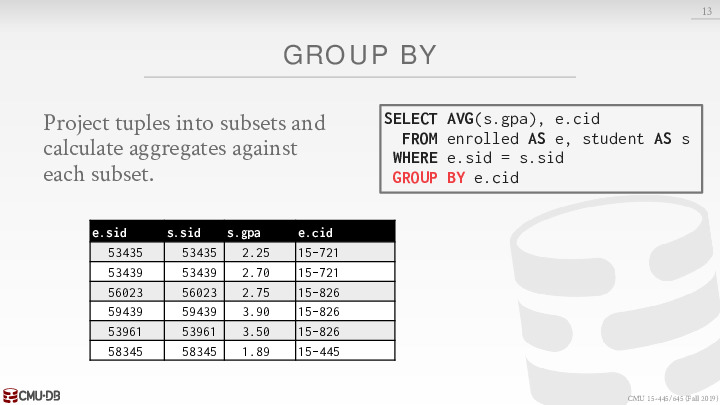 13
GROUP BY
Project tuples into subsets and
calculate aggregates against
each subset.
SELECT AVG(s.gpa), e.cid
FROM enrolled AS e, student AS s
WHERE e.sid = s.sid
GROUP BY e.cid
e.sid s.sid s.gpa e.cid
53435 53435 2.25 15-721
53439 53439 2.70 15-721
56023 56023 2.75 15-826
59439 59439 3.90 15-826
53961 53961 3.50 15-826
58345 58345 1.89 15-445
CMU·DB
CMU 15-445/645 (Fall 2019)